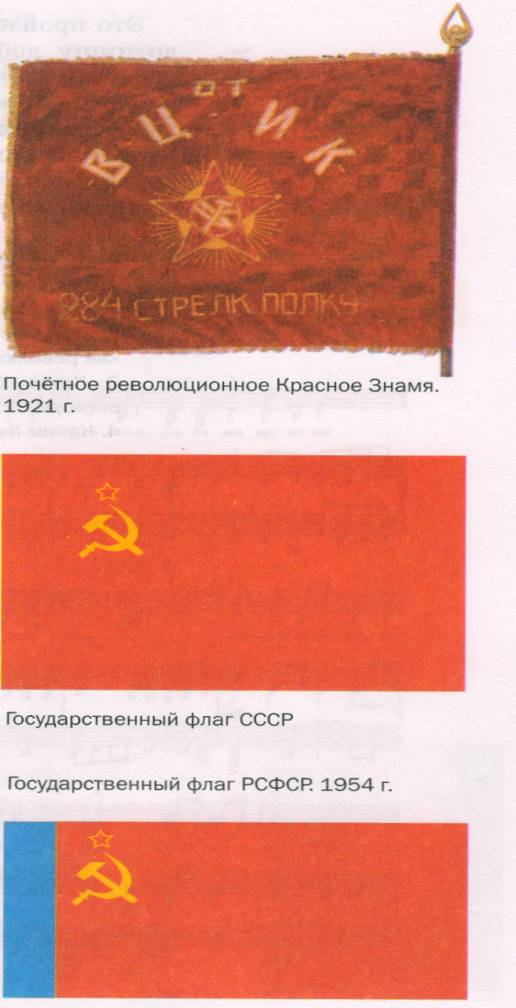 от
ВЦИК
284 СТРЕЛК ПОЛКУ
Почётное революционное Красное Знамя.
1921 г.
Государственный флаг СССР
Государственный флаг РСФСР. 1954 г.